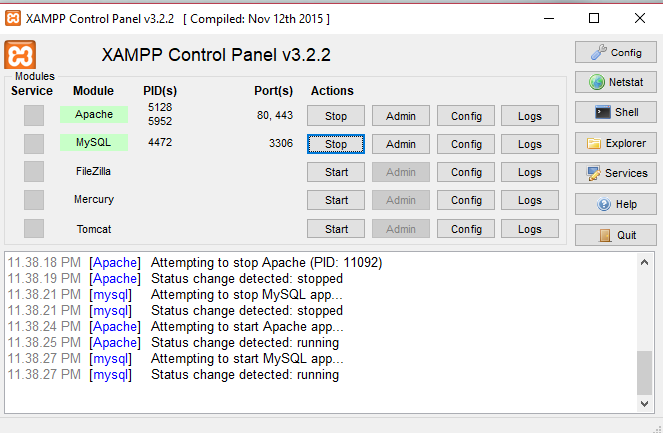 XAMPP Control Panel v3.2.2 [ Compiled: Nov 12th 2015 ]
XAMPP Control Panel v3.2.2
Config
Modules
Service Module PID(s) Port(s) Actions
Netstat
Apache 5128 5952 80, 443 Stop Admin Config Logs
Shell
MySQL 4472 3306 Stop Admin Config Logs
Explorer
FileZilla Start Admin Config Logs
Services
Mercury Start Admin Config Logs
Help
Tomcat Start Admin Config Logs
Quit
11.38.18 PM [Apache] Attempting to stop Apache (PID: 11092)
11.38.19 PM [Apache] Status change detected: stopped
11.38.21 PM [mysql] Attempting to stop MySQL app...
11.38.21 PM [mysql] Status change detected: stopped
11.38.24 PM [Apache] Attempting to start Apache app...
11.38.25 PM [Apache] Status change detected: running
11.38.27 PM [mysql] Attempting to start MySQL app...
11.38.27 PM [mysql] Status change detected: running